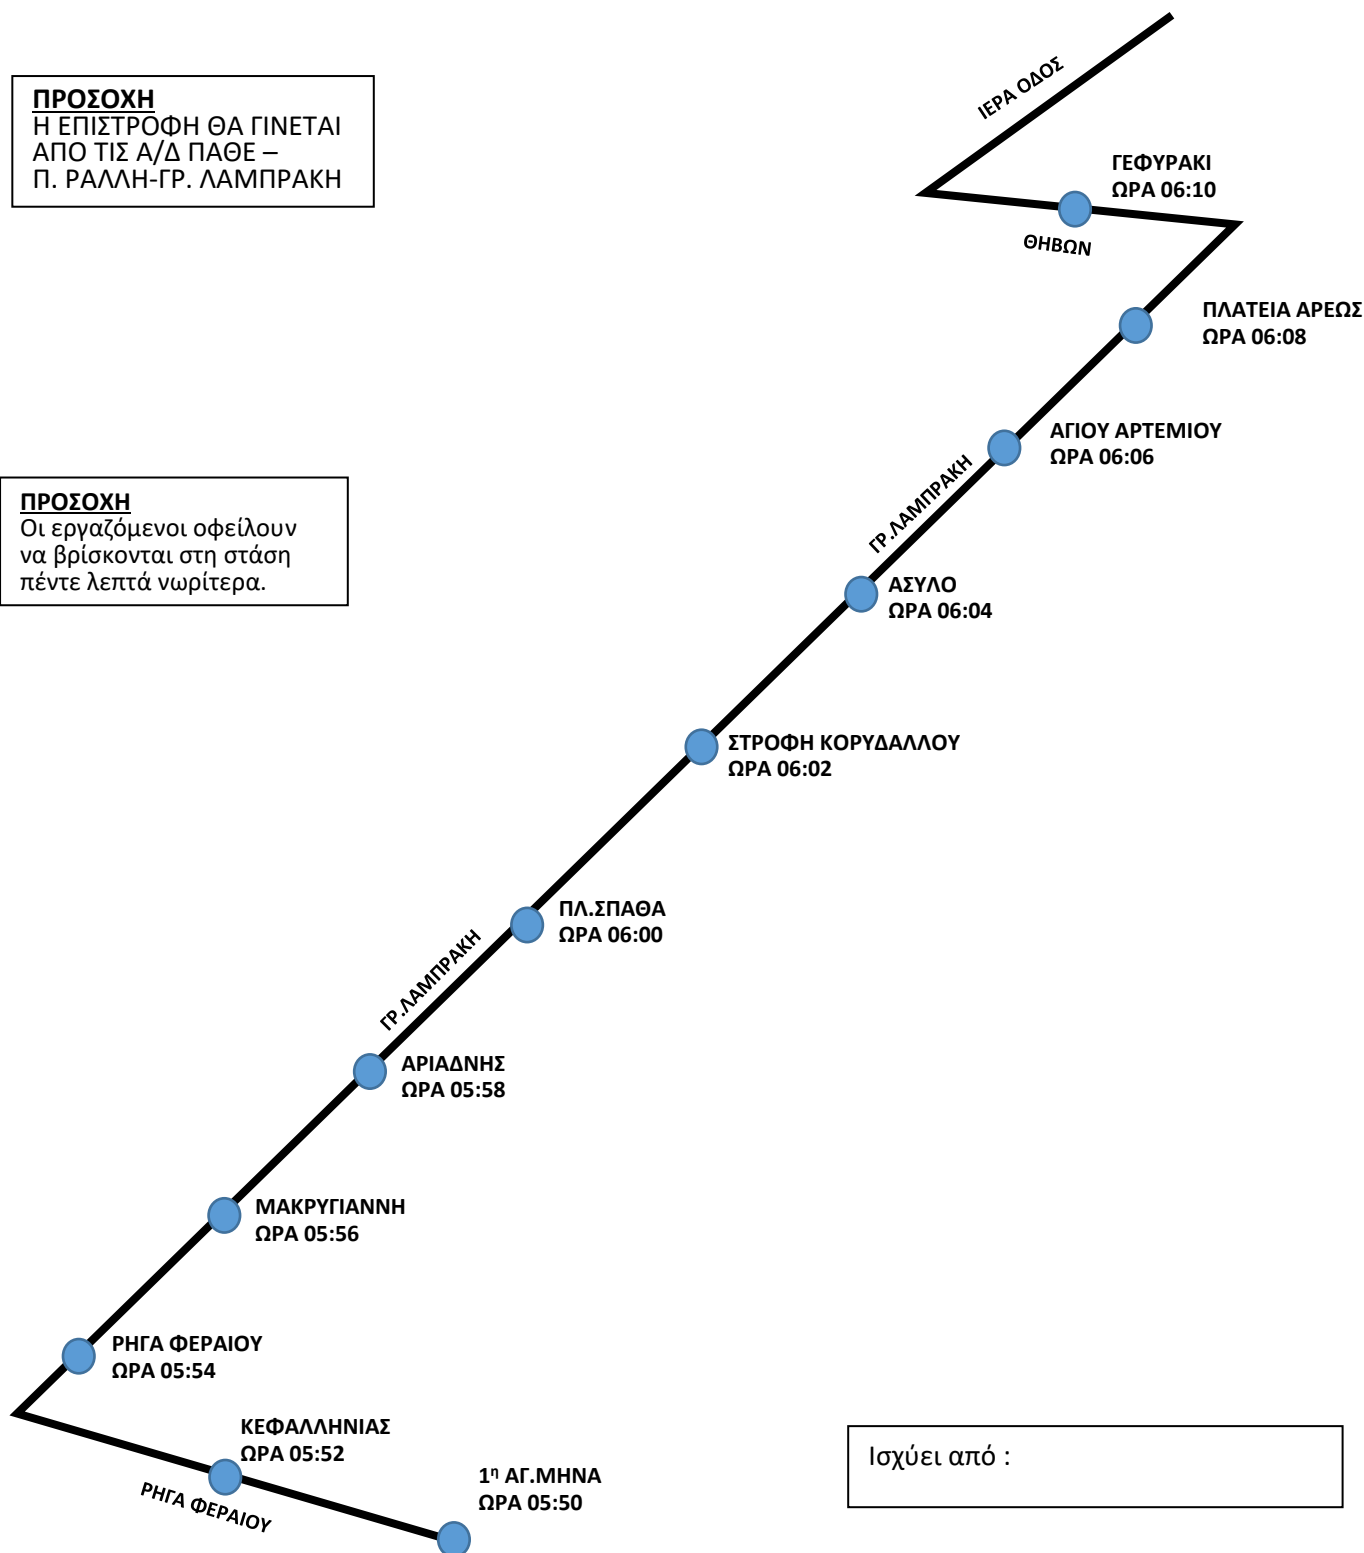 ΙΕΡΑ ΟΔΟΣ
ΠΡΟΣΟΧΗ
Η ΕΠΙΣΤΡΟΦΗ ΘΑ ΓΙΝΕΤΑΙ
ΑΠΟ ΤΙΣ Α/Δ ΠΑΘΕ –
Π. ΡΑΛΛΗ-ΓΡ. ΛΑΜΠΡΑΚΗ
ΓΕΦΥΡΑΚΙ
ΩΡΑ 06:10
ΘΗΒΩΝ
ΠΛΑΤΕΙΑ ΑΡΕΩΣ
ΩΡΑ 06:08
ΑΓΙΟΥ ΑΡΤΕΜΙΟΥ
ΩΡΑ 06:06
ΓΡ.ΛΑΜΠΡΑΚΗ
ΠΡΟΣΟΧΗ
Οι εργαζόμενοι οφείλουν
να βρίσκονται στη στάση
πέντε λεπτά νωρίτερα.
ΑΣΥΛΟ
ΩΡΑ 06:04
ΣΤΡΟΦΗ ΚΟΡΥΔΑΛΛΟΥ
ΩΡΑ 06:02
ΠΛ.ΣΠΑΘΑ
ΩΡΑ 06:00
ΓΡ.ΛΑΜΠΡΑΚΗ
ΑΡΙΑΔΝΗΣ
ΩΡΑ 05:58
ΜΑΚΡΥΓΙΑΝΝΗ
ΩΡΑ 05:56
ΡΗΓΑ ΦΕΡΑΙΟΥ
ΩΡΑ 05:54
ΚΕΦΑΛΛΗΝΙΑΣ
ΩΡΑ 05:52
ΡΗΓΑ ΦΕΡΑΙΟΥ
1η ΑΓ.ΜΗΝΑ
ΩΡΑ 05:50
Ισχύει από :